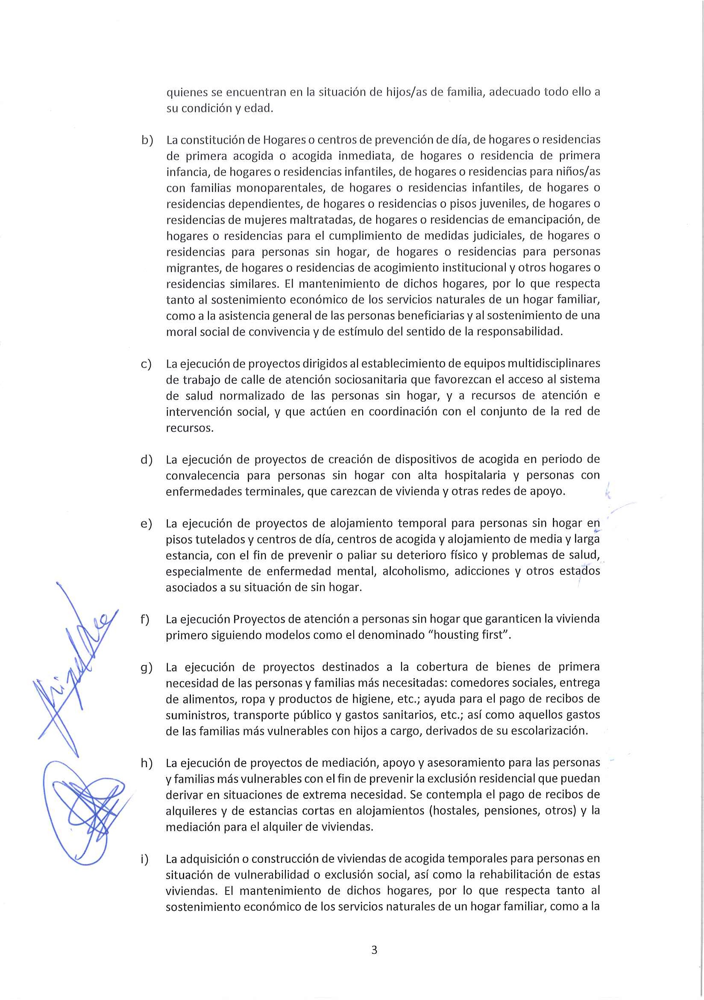 quienes se encuentran en la situación de hijos/as de familia, adecuado todo ello a
su condición y edad.
b) La constitución de Hogares o centros de prevención de día, de hogares o residencias
de primera acogida o acogida inmediata, de hogares o residencia de primera
infancia, de hogares o residencias infantiles, de hogares o residencias para niños/as
con familias monoparentales, de hogares o residencias infantiles, de hogares o
residencias dependientes, de hogares o residencias o pisos juveniles, de hogares o
residencias de mujeres maltratadas, de hogares o residencias de emancipación, de
hogares o residencias para el cumplimiento de medidas judiciales, de hogares o
residencias para personas sin hogar, de hogares o residencias para personas
migrantes, de hogares o residencias de acogimiento institucional y otros hogares o
residencias similares. El mantenimiento de dichos hogares, por lo que respecta
tanto al sostenimiento económico de los servicios naturales de un hogar familiar,
como a la asistencia general de las personas beneficiarias y al sostenimiento de una
moral social de convivencia y de estímulo del sentido de la responsabilidad.
c) La ejecución de proyectos dirigidos al establecimiento de equipos multidisciplinares
de trabajo de calle de atención sociosanitaria que favorezcan el acceso al sistema
de salud normalizado de las personas sin hogar, y a recursos de atención e
intervención social, y que actúen en coordinación con el conjunto de la red de
recursos.
d) La ejecución de proyectos de creación de dispositivos de acogida en periodo de
convalecencia para personas sin hogar con alta hospitalaria y personas con
enfermedades terminales, que carezcan de vivienda y otras redes de apoyo.
e) La ejecución de proyectos de alojamiento temporal para personas sin hogar en
pisos tutelados y centros de día, centros de acogida y alojamiento de media y larga
estancia, con el fin de prevenir o paliar su deterioro físico y problemas de salud,
especialmente de enfermedad mental, alcoholismo, adicciones y otros estados
asociados a su situación de sin hogar.
f) La ejecución Proyectos de atención a personas sin hogar que garanticen la vivienda
primero siguiendo modelos como el denominado "housting first".
g) La ejecución de proyectos destinados a la cobertura de bienes de primera
necesidad de las personas y familias más necesitadas: comedores sociales, entrega
de alimentos, ropa y productos de higiene, etc.; ayuda para el pago de recibos de
suministros, transporte público y gastos sanitarios, etc.; así como aquellos gastos
de las familias más vulnerables con hijos a cargo, derivados de su escolarización.
h) La ejecución de proyectos de mediación, apoyo y asesoramiento para las personas
y familias más vulnerables con el fin de prevenir la exclusión residencial que puedan
derivar en situaciones de extrema necesidad. Se contempla el pago de recibos de
alquileres y de estancias cortas en alojamientos (hostales, pensiones, otros) y la
mediación para el alquiler de viviendas.
i) La adquisición o construcción de viviendas de acogida temporales para personas en
situación de vulnerabilidad o exclusión social, así como la rehabilitación de estas
viviendas. El mantenimiento de dichos hogares, por lo que respecta tanto al
sostenimiento económico de los servicios naturales de un hogar familiar, como a la
3